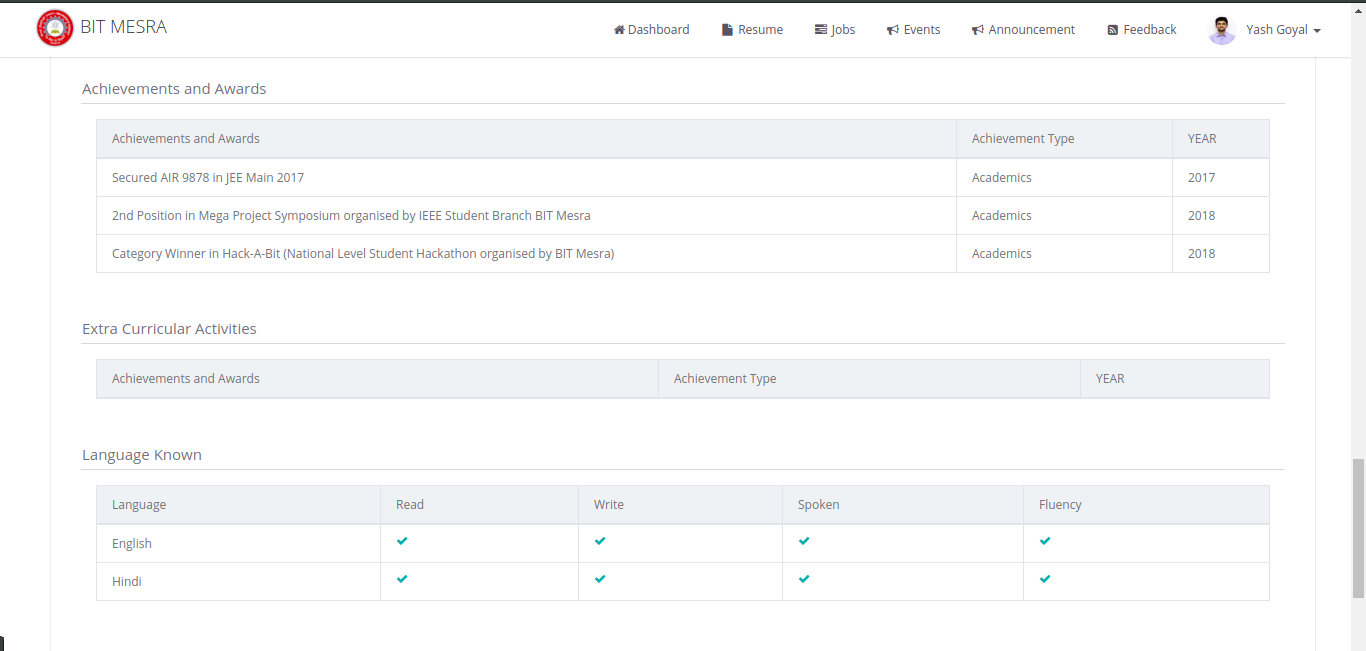 BIT MESRA
Dashboard Resume Jobs Events Announcement Feedback Yash Goyal
Achievements and Awards
Achievements and Awards Achievement Type YEAR
Secured AIR 9878 in JEE Main 2017 Academics 2017
2nd Position in Mega Project Symposium organised by IEEE Student Branch BIT Mesra Academics 2018
Category Winner in Hack-A-Bit (National Level Student Hackathon organised by BIT Mesra) Academics 2018
Extra Curricular Activities
Achievements and Awards Achievement Type YEAR
Language Known
Language Read Write Spoken Fluency
English
Hindi